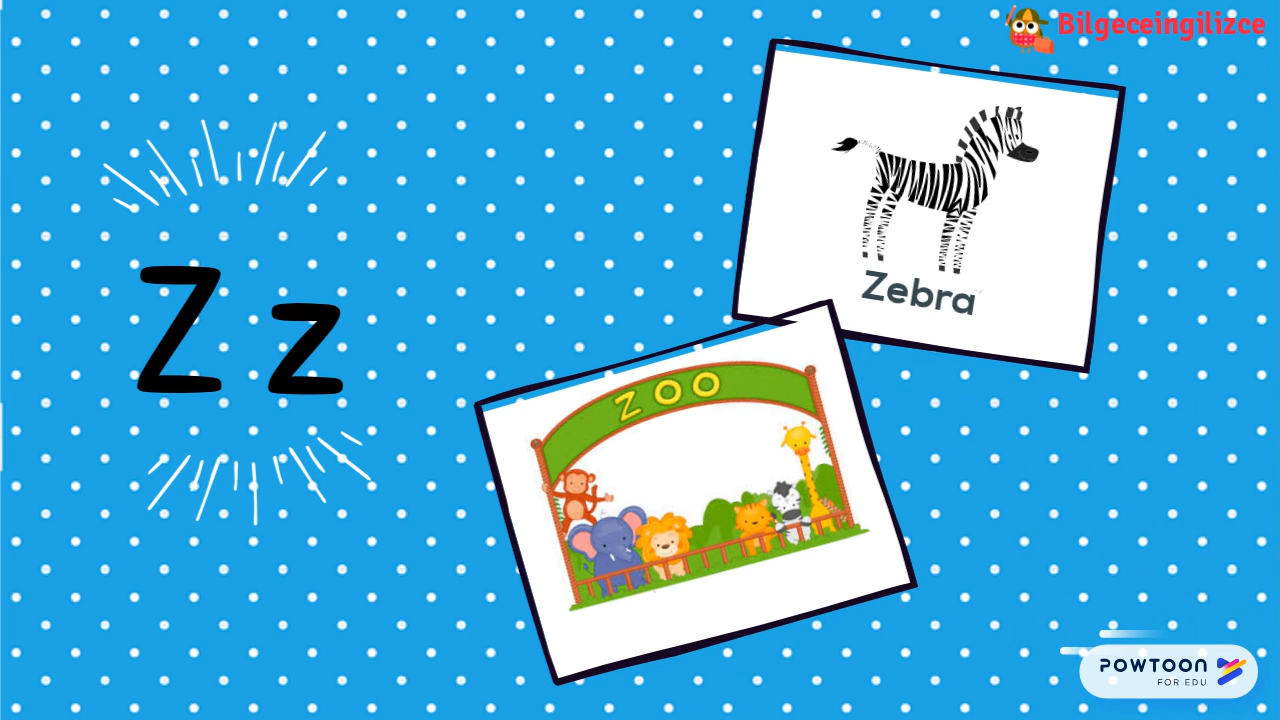 Bilgeceingilizce
Z z
Zebra
ZOO
POWTOON
FOR EDU